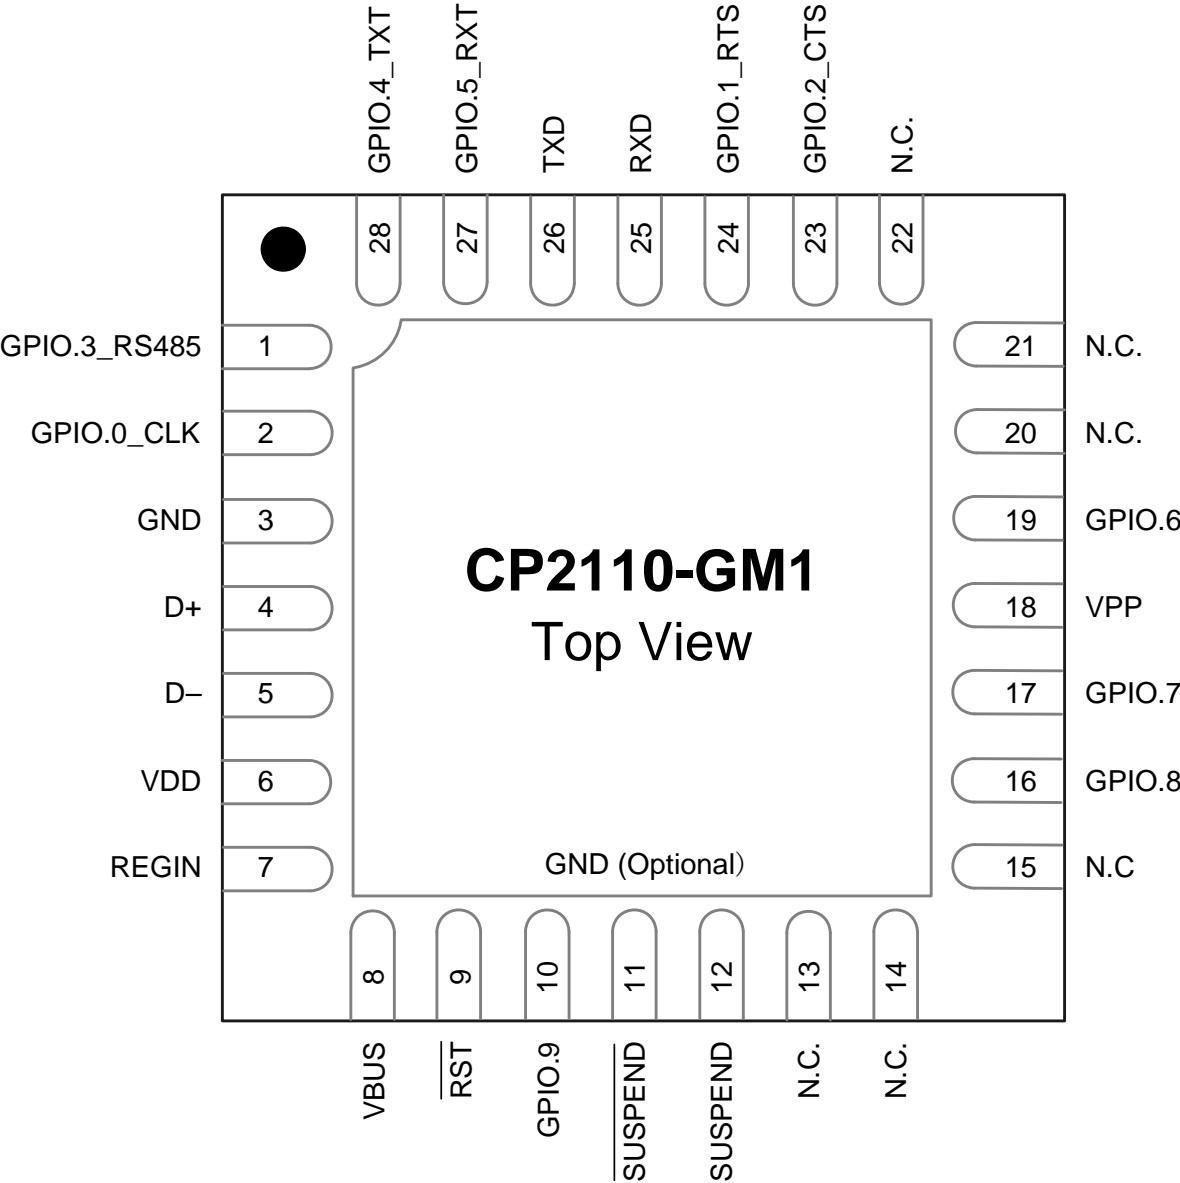 GPIO.4_TXT
GPIO.5_RXT
TXD
RXD
GPIO.1_RTS
GPIO.2_CTS
N.C.
28
27
26
25
24
23
22
GPIO.3_RS485
1
GPIO.0_CLK
2
GND
3
D+
4
D–
5
VDD
6
REGIN
7
21
N.C.
20
N.C.
19
GPIO.6
18
VPP
17
GPIO.7
16
GPIO.8
15
N.C
CP2110-GM1
Top View
GND (Optional)
8
9
10
11
12
13
14
VBUS
RST
GPIO.9
SUSPEND
SUSPEND
N.C.
N.C.